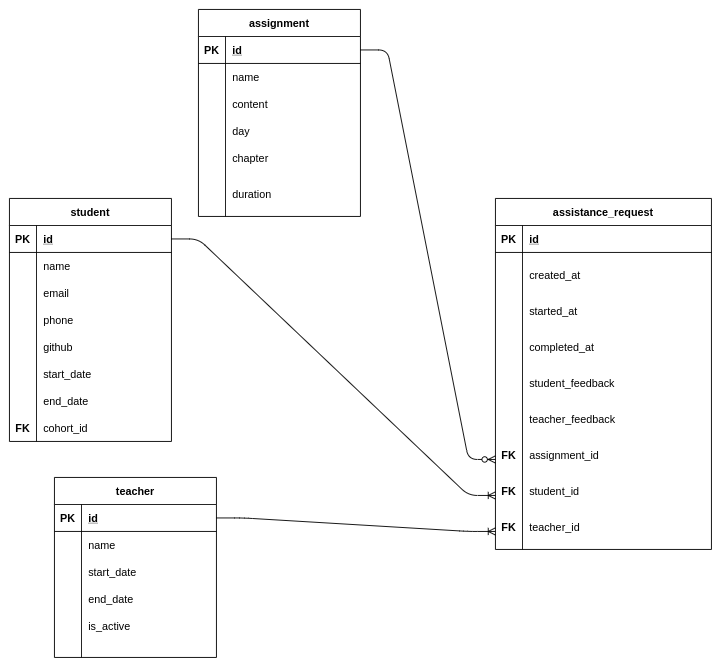 assignment
PK id
name
content
day
chapter
duration
student
PK id
name
email
phone
github
start_date
end_date
FK cohort_id
teacher
PK id
name
start_date
end_date
is_active
assistance_request
PK id
created_at
started_at
completed_at
student_feedback
teacher_feedback
FK assignment_id
FK student_id
FK teacher_id